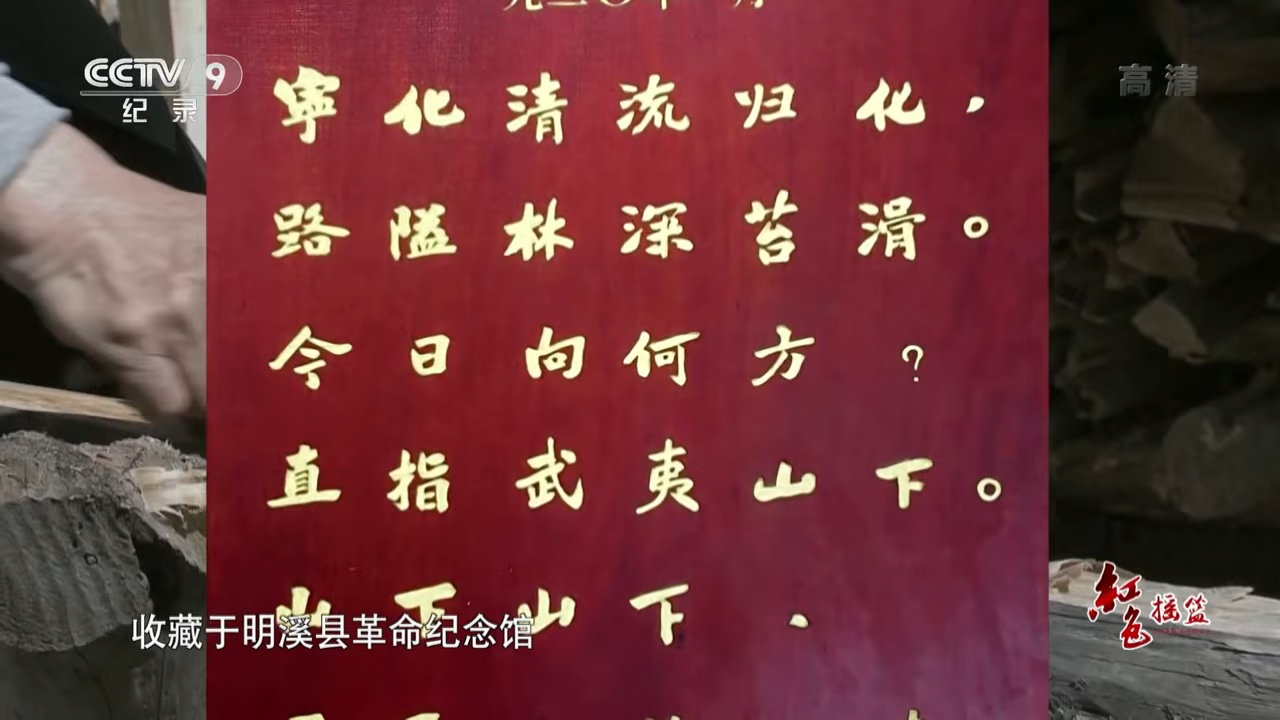 CCTV 9
纪录
高清
寧化清流归化，
路隘林深苔滑。
今日向何方？
直指武夷山下。
山下山下．
收藏于明溪县革命纪念馆
红色摇篮